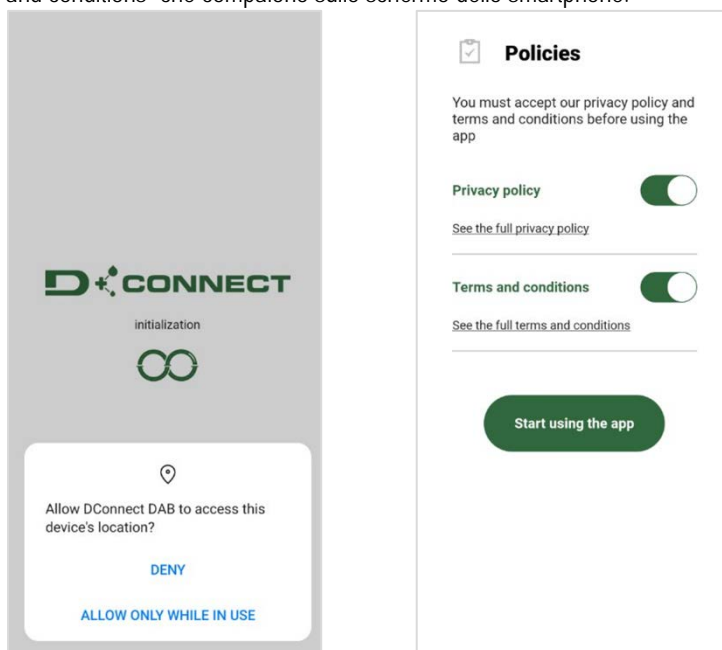 and conditions" che compaiono sullo schermo dello smartphone.
D CONNECT
initialization
Allow DConnect DAB to access this
device's location?
DENY
ALLOW ONLY WHILE IN USE
Policies
You must accept our privacy policy and
terms and conditions before using the
app
Privacy policy
See the full privacy policy
Terms and conditions
See the full terms and conditions
Start using the app